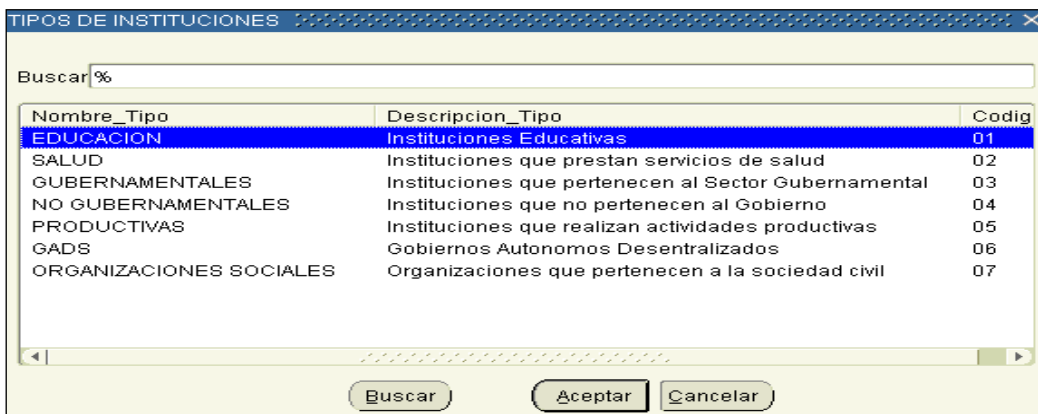 TIPOS DE INSTITUCIONES
Buscar %
Nombre_Tipo Descripcion_Tipo Codig
EDUCACION Instituciones Educativas 01
SALUD Instituciones que prestan servicios de salud 02
GUBERNAMENTALES Instituciones que pertenecen al Sector Gubernamental 03
NO GUBERNAMENTALES Instituciones que no pertenecen al Gobierno 04
PRODUCTIVAS Instituciones que realizan actividades productivas 05
GADS Gobiernos Autonomos Desentralizados 06
ORGANIZACIONES SOCIALES Organizaciones que pertenecen a la sociedad civil 07
Buscar Aceptar Cancelar